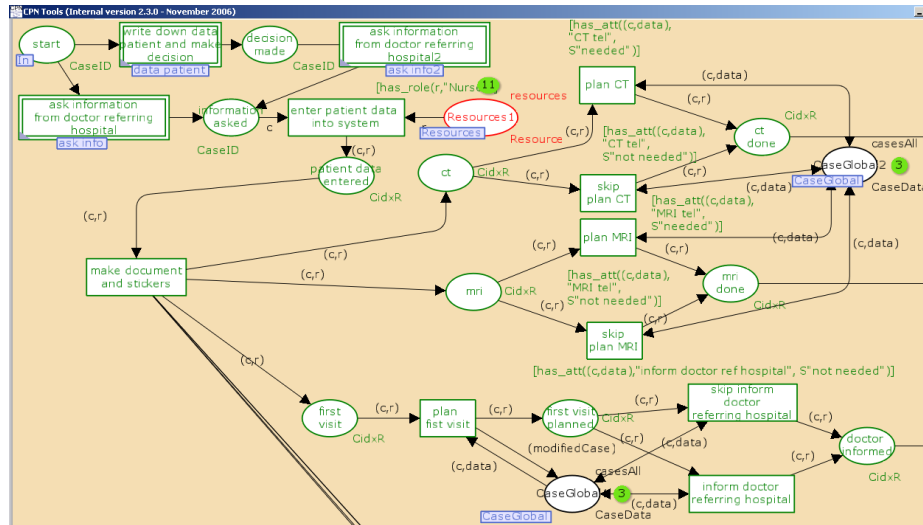 CPN Tools (Internal version 2.3.0 - November 2006)
start
In
CaseID
write down data
patient and make
decision
data patient
decision
made
CaseID
ask information
from doctor referring
hospital2
ask info2
ask information
from doctor referring
hospital
ask info
information
asked
CaseID
c
enter patient data
into system
[has_role(r,"Nurse
11
resources
Resources1
Resources
Resource
c
(c,r)
patient data
entered
CidxR
(c,r)
make document
and stickers
(c,r)
(c,r)
(c,r)
ct
CidxR
(c,r)
(c,r)
[has_att((c,data),
"CT tel",
S"needed")]
plan CT
(c,data)
(c,r)
[has_att((c,data),
"CT tel",
S"not needed")]
skip
plan CT
(c,r)
(c,data)
ct
done
CidxR
casesAll
CaseGlobal2
3
CaseGlobal
CaseData
[has_att((c,data),
"MRI tel",
S"needed")]
plan MRI
(c,data)
(c,data)
(c,r)
mri
CidxR
(c,r)
(c,r)
[has_att((c,data),
"MRI tel",
S"not needed")]
skip
plan MRI
(c,r)
mri
done
CidxR
[has_att((c,data),"inform doctor ref hospital", S"not needed")]
first
visit
CidxR
(c,r)
plan
fist visit
(c,r)
first visit
planned
CidxR
(c,r)
(c,r)
skip inform
doctor
referring hospital
(c,r)
(modifiedCase)
(c,data)
casesAll
CaseGlobal
3
CaseGlobal
CaseData
(c,data)
inform doctor
referring hospital
(c,r)
doctor
informed
CidxR